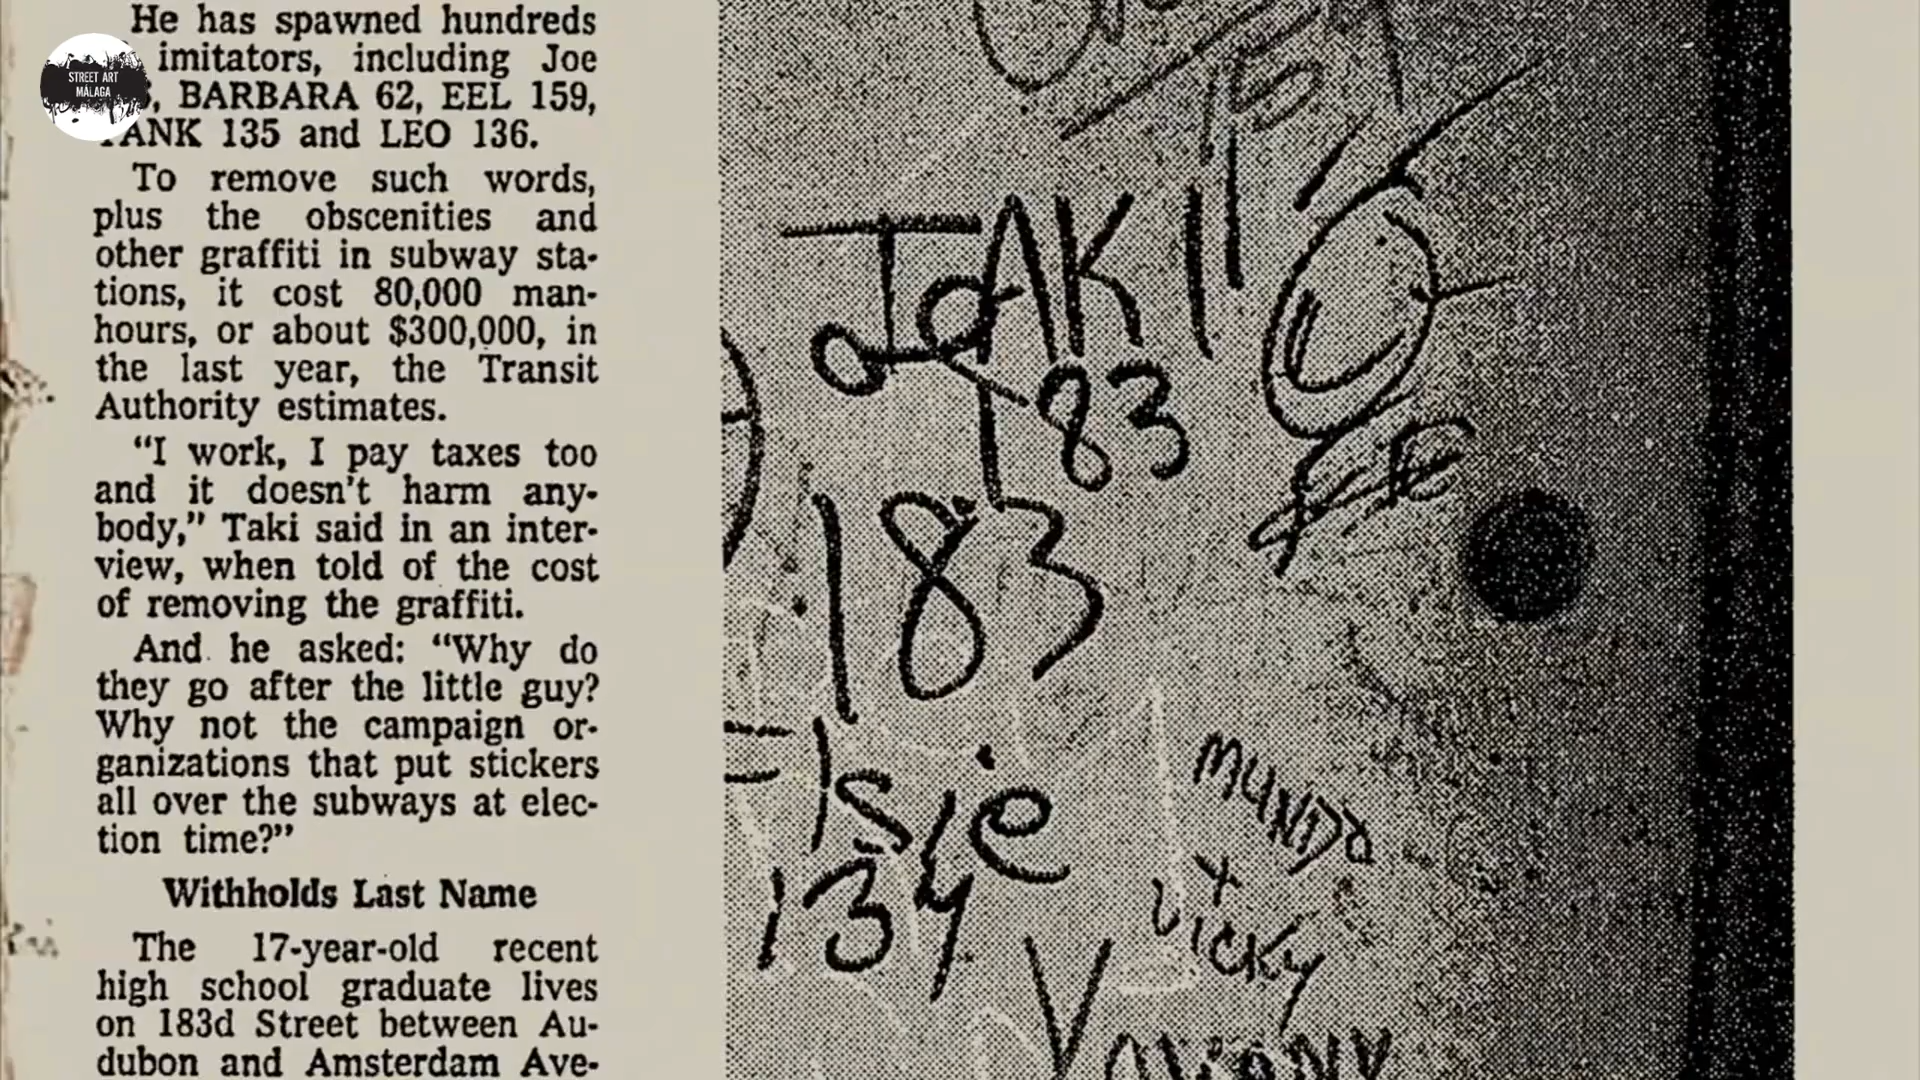 He has spawned hundreds
imitators, including Joe
BARBARA 62, EEL 159,
ANK 135 and LEO 136.
To remove such words,
plus the obscenities and
other graffiti in subway sta-
tions, it cost 80,000 man-
hours, or about $300,000, in
the last year, the Transit
Authority estimates.
"I work, I pay taxes too
and it doesn't harm any-
body," Taki said in an inter-
view, when told of the cost
of removing the graffiti.
And he asked: "Why do
they go after the little guy?
Why not the campaign or-
ganizations that put stickers
all over the subways at elec-
tion time?"
Withholds Last Name
The 17-year-old recent
high school graduate lives
on 183d Street between Au-
dubon and Amsterdam Ave-
STREET ART
MÁLAGA
TAKI
83
183
Elsie
134
VICKY